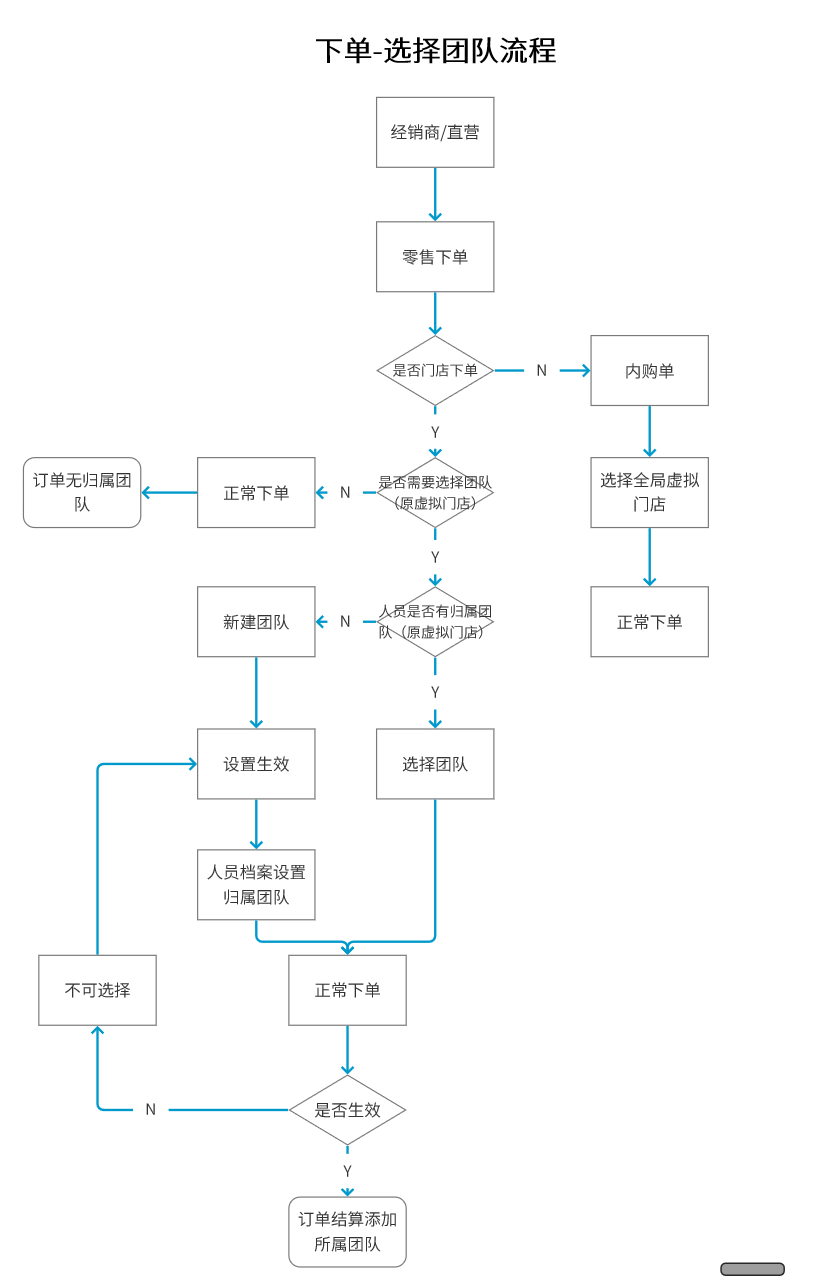 下单-选择团队流程
经销商/直营
零售下单
是否门店下单
N
内购单
Y
订单无归属团
队
正常下单
N
是否需要选择团队
（原虚拟门店）
选择全局虚拟
门店
Y
新建团队
N
人员是否有归属团
队（原虚拟门店）
正常下单
Y
设置生效
选择团队
人员档案设置
归属团队
不可选择
正常下单
N
是否生效
Y
订单结算添加
所属团队